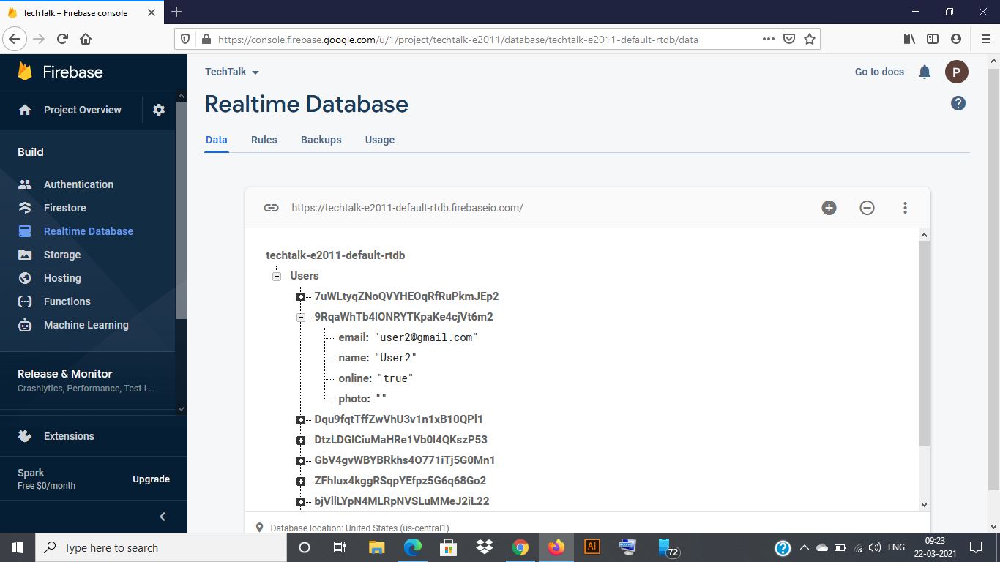 TechTalk – Firebase console
https://console.firebase.google.com/u/1/project/techtalk-e2011/database/techtalk-e2011-default-rtdb/data
Firebase
Project Overview
Build
Authentication
Firestore
Realtime Database
Storage
Hosting
Functions
Machine Learning
Release & Monitor
Crashlytics, Performance, Test L...
Extensions
Spark
Free $0/month
Upgrade
TechTalk
Go to docs
P
Realtime Database
?
Data Rules Backups Usage
https://techtalk-e2011-default-rtdb.firebaseio.com/
techtalk-e2011-default-rtdb
Users
7uWLtyqZNoQVYHEOqRfRuPkmJEp2
9RqaWhTb4lONRYTKpaKe4cjVt6m2
email: "user2@gmail.com"
name: "User2"
online: "true"
photo: ""
Dqu9fqtTffZwVhU3v1n1xB10QPl1
DtzLDGlCiuMaHRe1Vb0l4QKszP53
GbV4gvWBYBRkhs4O771iTj5G0Mn1
ZFhIux4kggRSqpYEfpz5G6q68Go2
bjVllLYpN4MLRpNVSLuMMeJ2iL22
Database location: United States (us-central1)
Type here to search
Ai
72
?
ENG
09:23
22-03-2021